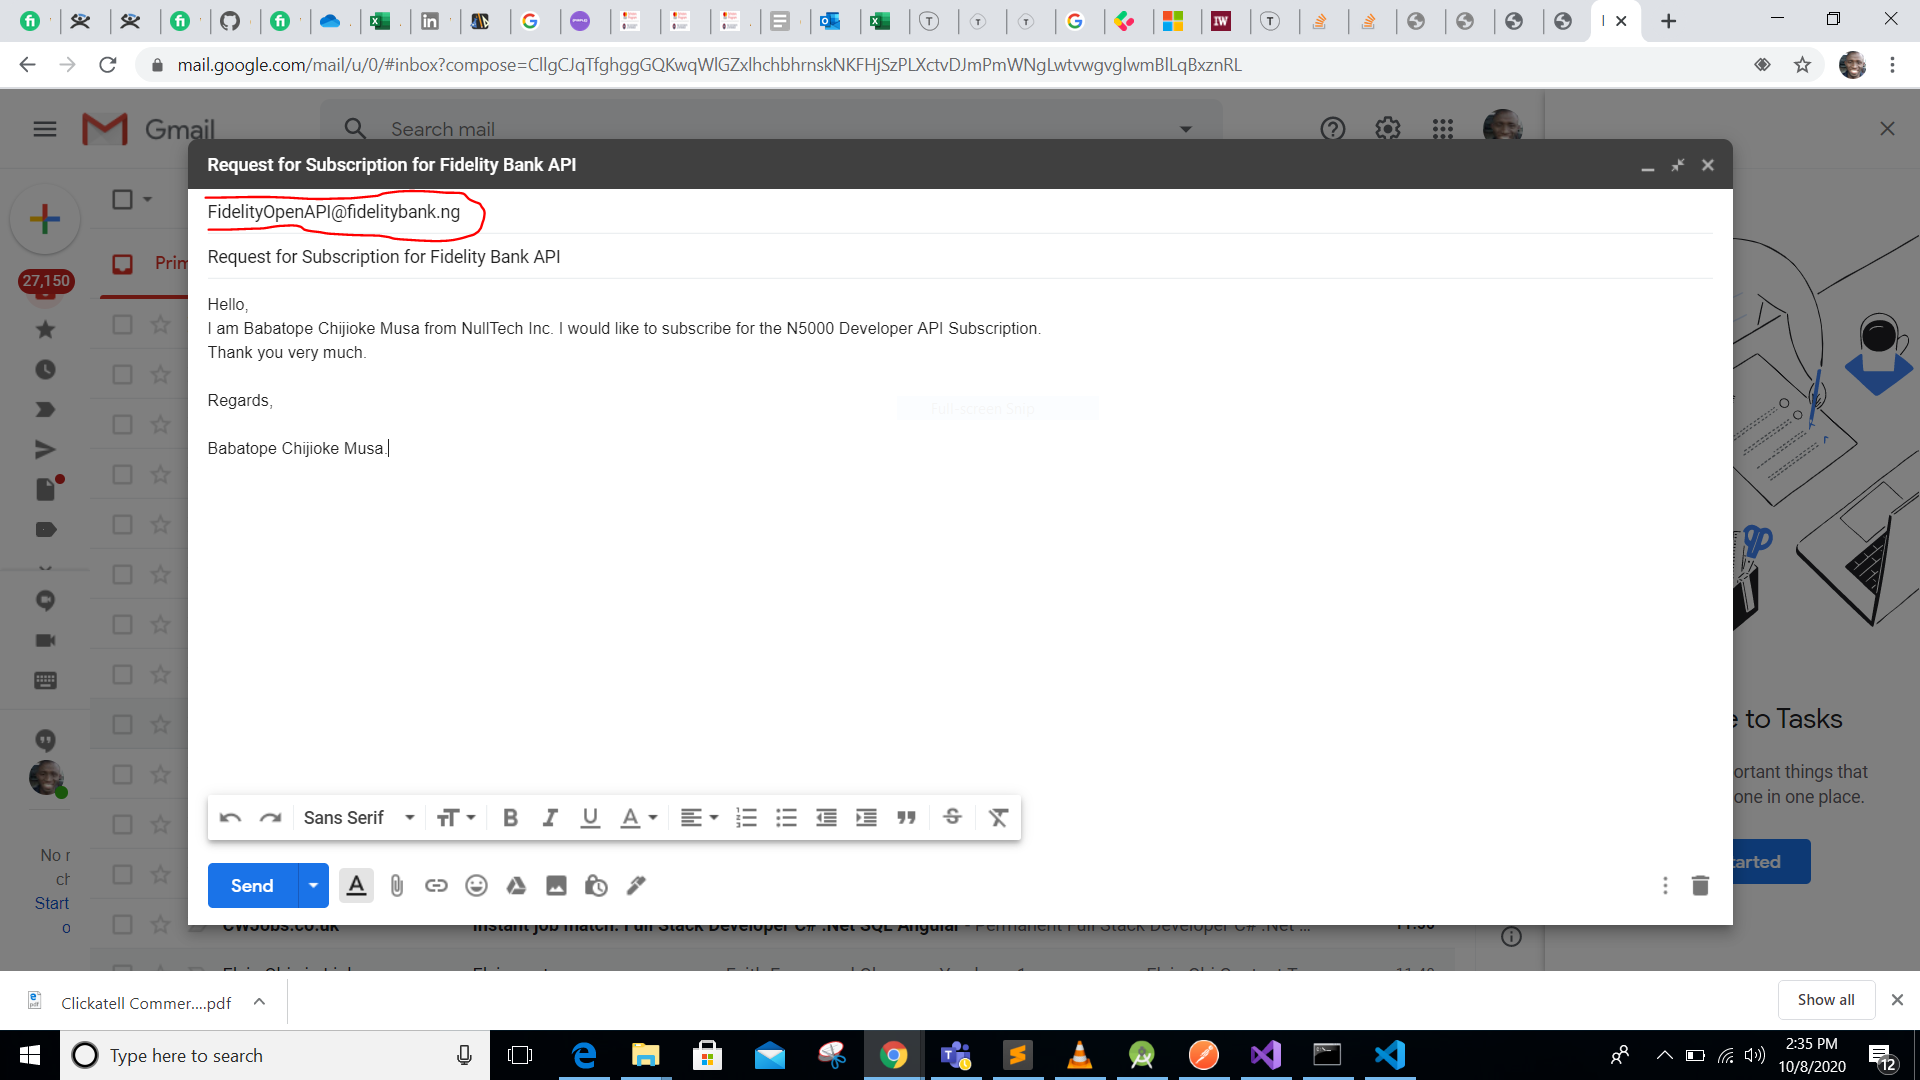 mail.google.com/mail/u/0/#inbox?compose=CllgCJqTfghggGQKwqWlGZxlhchbhrnskNKFHjSzPLXctvDJmPmWNgLwtvwgvglwmBlLqBxznRL
Gmail
Search mail
Request for Subscription for Fidelity Bank API
FidelityOpenAPI@fidelitybank.ng
Request for Subscription for Fidelity Bank API
Prim
27,150
Hello,
I am Babatope Chijioke Musa from NullTech Inc. I would like to subscribe for the N5000 Developer API Subscription.
Thank you very much.
Regards,
Full-screen Snip
Babatope Chijioke Musa.
to Tasks
ortant things that
one in one place.
Sans Serif
No r
ch
Start
o
Send
tarted
CWJobs.co.uk Instant job match: Full Stack Developer C# .Net SQL Angular - Permanent Full Stack Developer C# .Net ...
Clickatell Commer....pdf
Show all
Type here to search
2:35 PM
10/8/2020
12